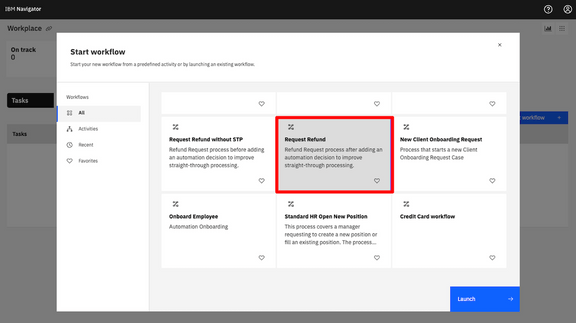 IBM Navigator
Workplace
On track
0
Start workflow
Start your new workflow from a predefined activity or by launching an existing workflow.
Workflows
All
Activities
Recent
Favorites
Tasks
Tasks
workflow +
Request Refund without STP
Refund Request process before adding
an automation decision to improve
straight-through processing.
Request Refund
Refund Request process after adding an
automation decision to improve
straight-through processing.
New Client Onboarding Request
Process that starts a new Client
Onboarding Request Case
Onboard Employee
Automation Onboarding
Standard HR Open New Position
This process covers a manager
requesting to create a new position or
fill an existing position. The process...
Credit Card workflow
Launch